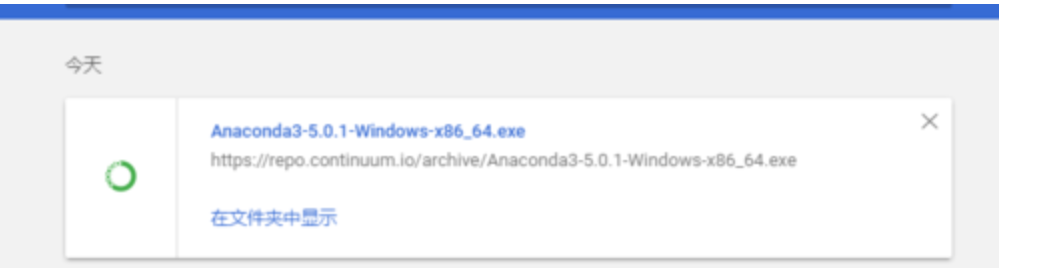 今天
Anaconda3-5.0.1-Windows-x86_64.exe
https://repo.continuum.io/archive/Anaconda3-5.0.1-Windows-x86_64.exe
在文件夹中显示